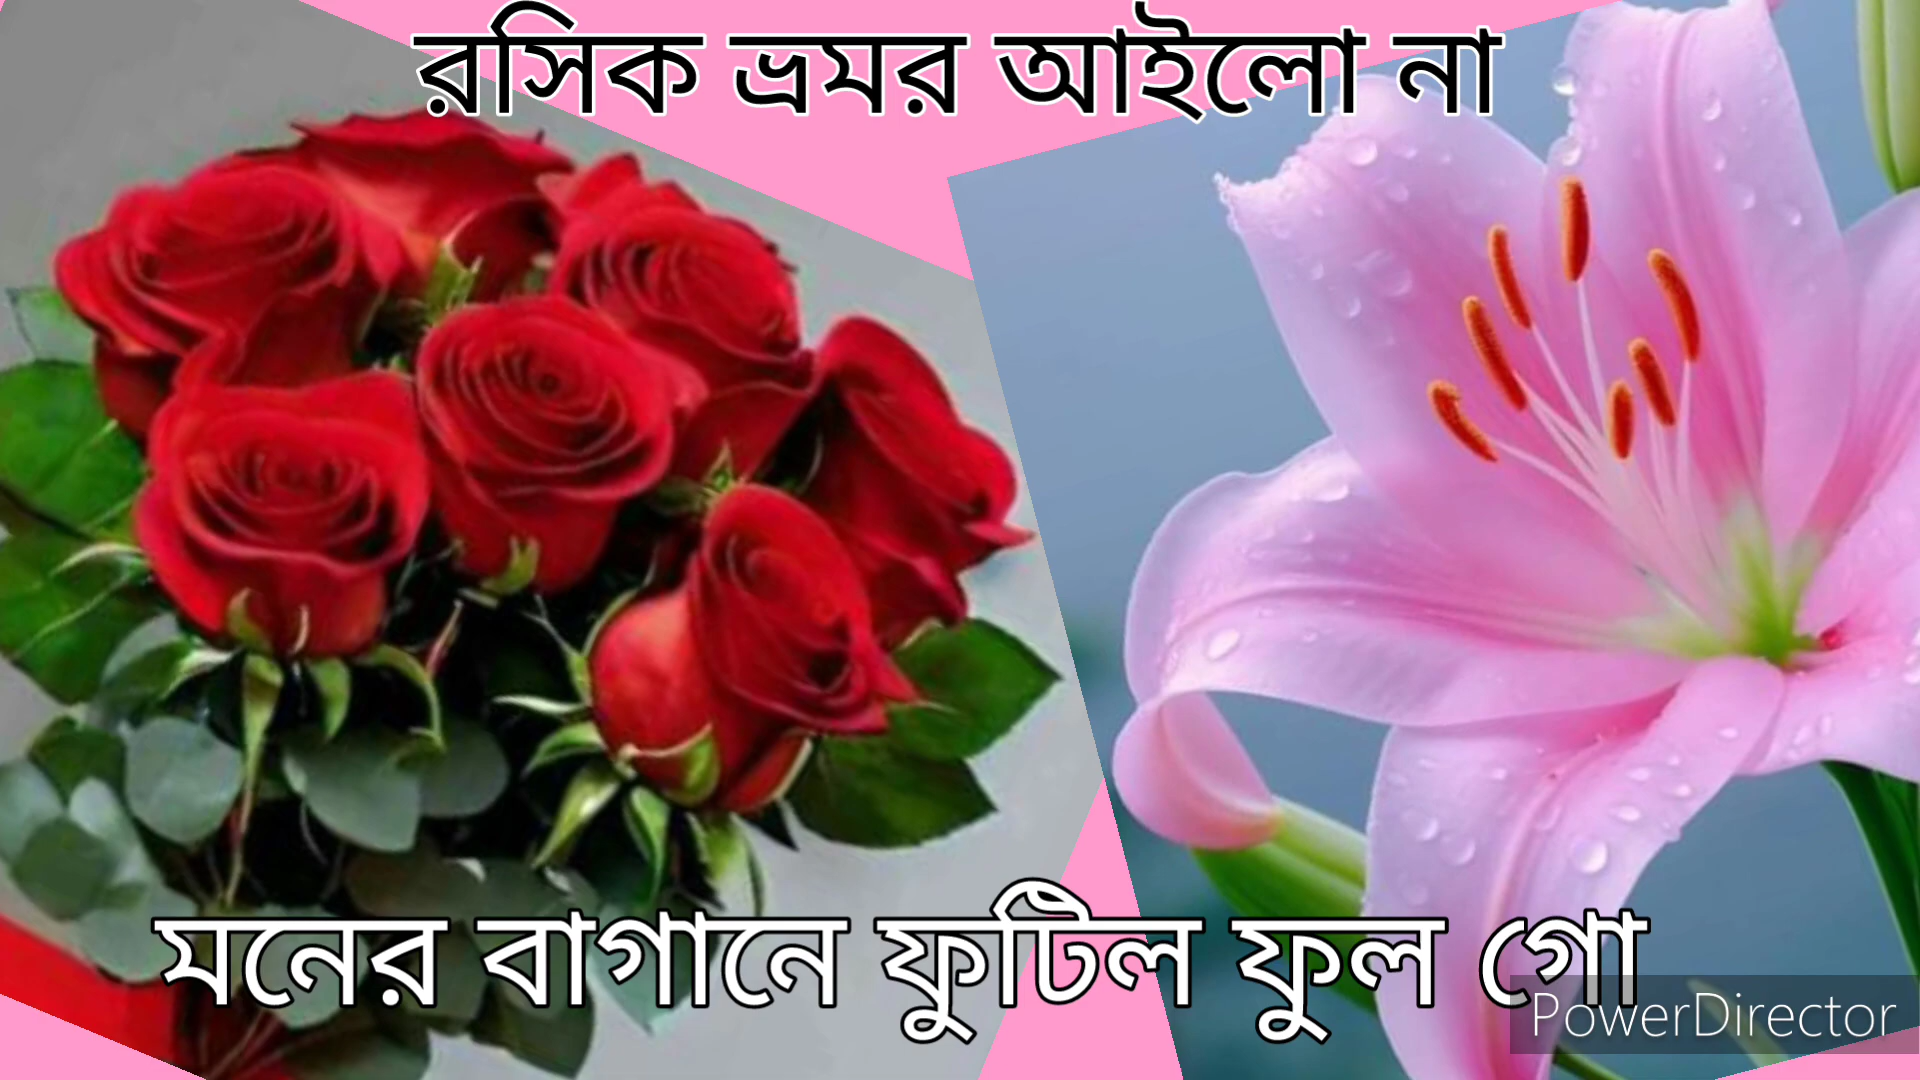 রসিক ভ্রমর আইলো না
মনের বাগানে ফুটিল ফুল গো
PowerDirector